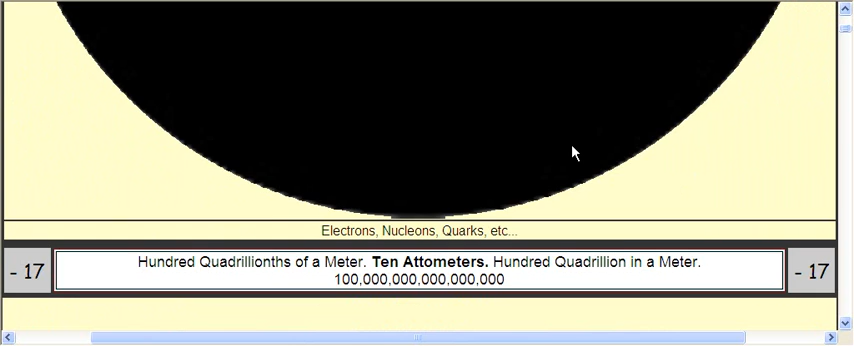 Electrons, Nucleons, Quarks, etc...
- 17 Hundred Quadrillionths of a Meter. Ten Attometers. Hundred Quadrillion in a Meter. - 17
100,000,000,000,000,000